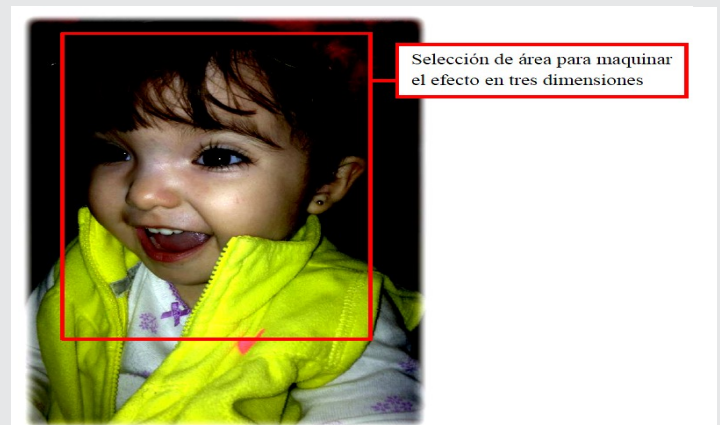 Selección de área para maquinar
el efecto en tres dimensiones